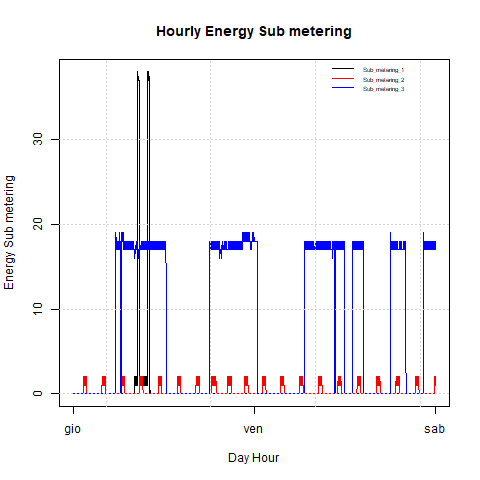 Hourly Energy Sub metering
Sub_metering_1
Sub_metering_2
Sub_metering_3
Energy Sub metering
30
20
10
0
gio ven sab
Day Hour